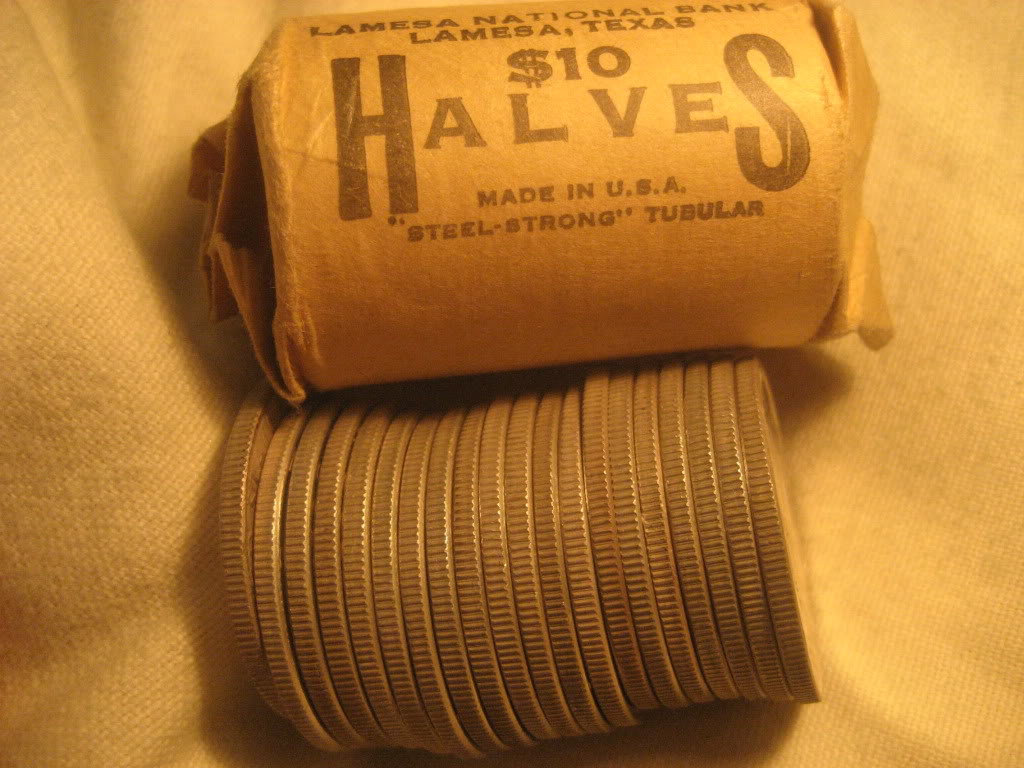 LAMESA NATIONAL BANK
LAMESA, TEXAS
$10
HALVES
MADE IN U.S.A.
"STEEL-STRONG" TUBULAR